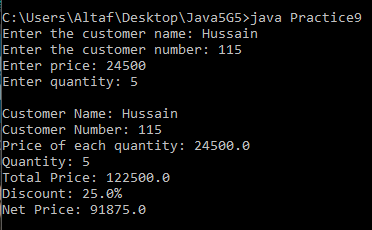 C:\Users\Altaf\Desktop\Java5G5>java Practice9
Enter the customer name: Hussain
Enter the customer number: 115
Enter price: 24500
Enter quantity: 5
Customer Name: Hussain
Customer Number: 115
Price of each quantity: 24500.0
Quantity: 5
Total Price: 122500.0
Discount: 25.0%
Net Price: 91875.0